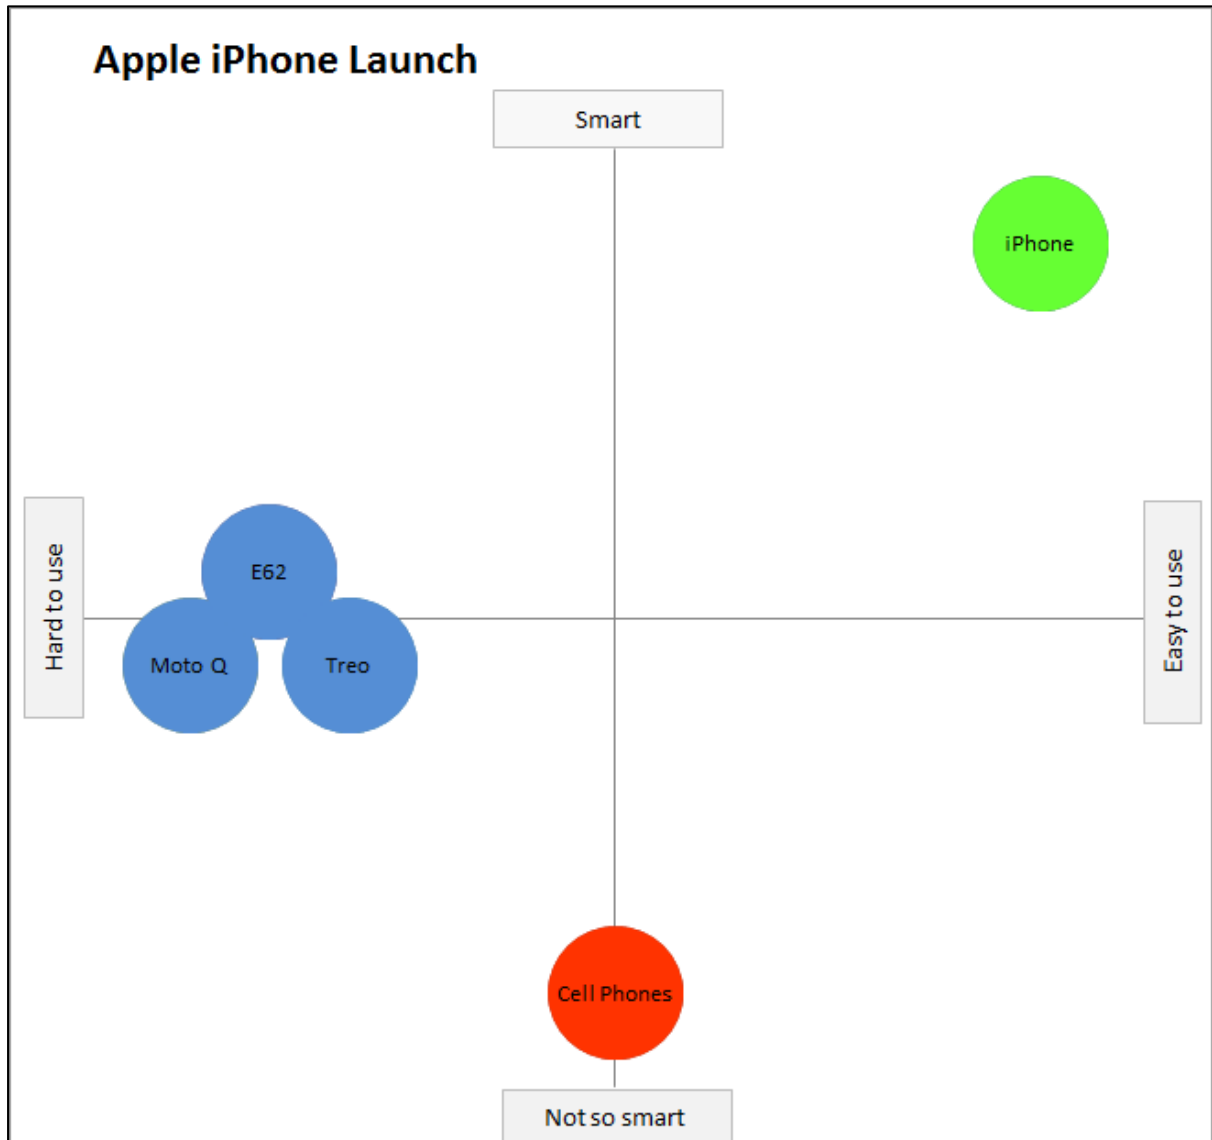 Apple iPhone Launch
Smart
iPhone
Hard to use
E62
Moto Q
Treo
Easy to use
Cell Phones
Not so smart